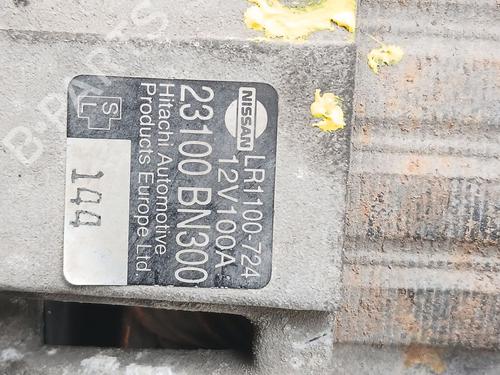 NISSAN
LR1100-724
12V100A
23100 BN300
Hitachi Automotive
Products Europe Ltd.
S
L
144
B-PARTS